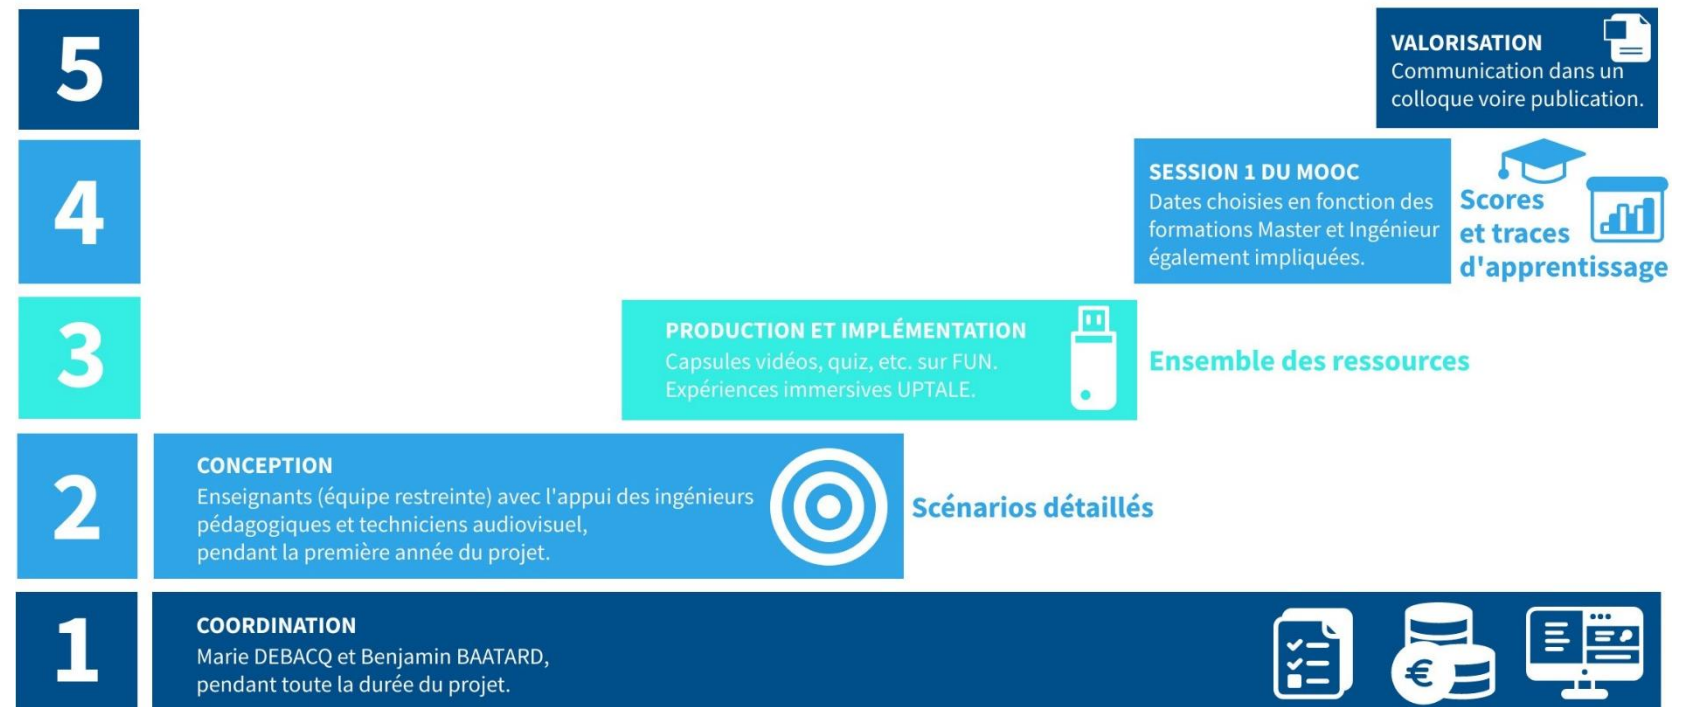 5
VALORISATION
Communication dans un
colloque voire publication.
4
SESSION 1 DU MOOC
Dates choisies en fonction des
formations Master et Ingénieur
également impliquées.
Scores
et traces
d'apprentissage
3
PRODUCTION ET IMPLÉMENTATION
Capsules vidéos, quiz, etc. sur FUN.
Expériences immersives UPTALE.
Ensemble des ressources
2
CONCEPTION
Enseignants (équipe restreinte) avec l'appui des ingénieurs
pédagogiques et techniciens audiovisuel,
pendant la première année du projet.
Scénarios détaillés
1
COORDINATION
Marie DEBACQ et Benjamin BAATARD,
pendant toute la durée du projet.
€